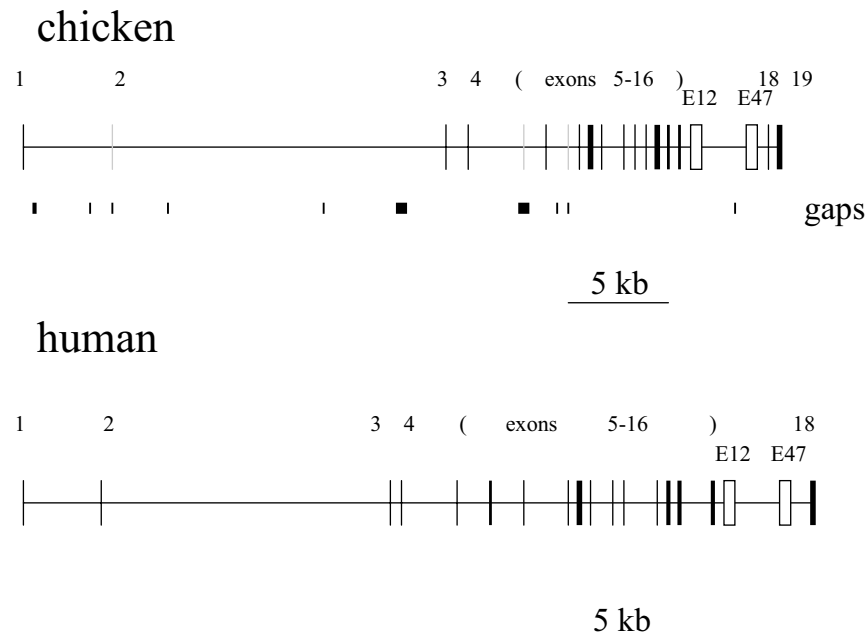 chicken
1 2 3 4 ( exons 5-16 ) 18 19
E12 E47
gaps
5 kb
human
1 2 3 4 ( exons 5-16 ) 18
E12 E47
5 kb